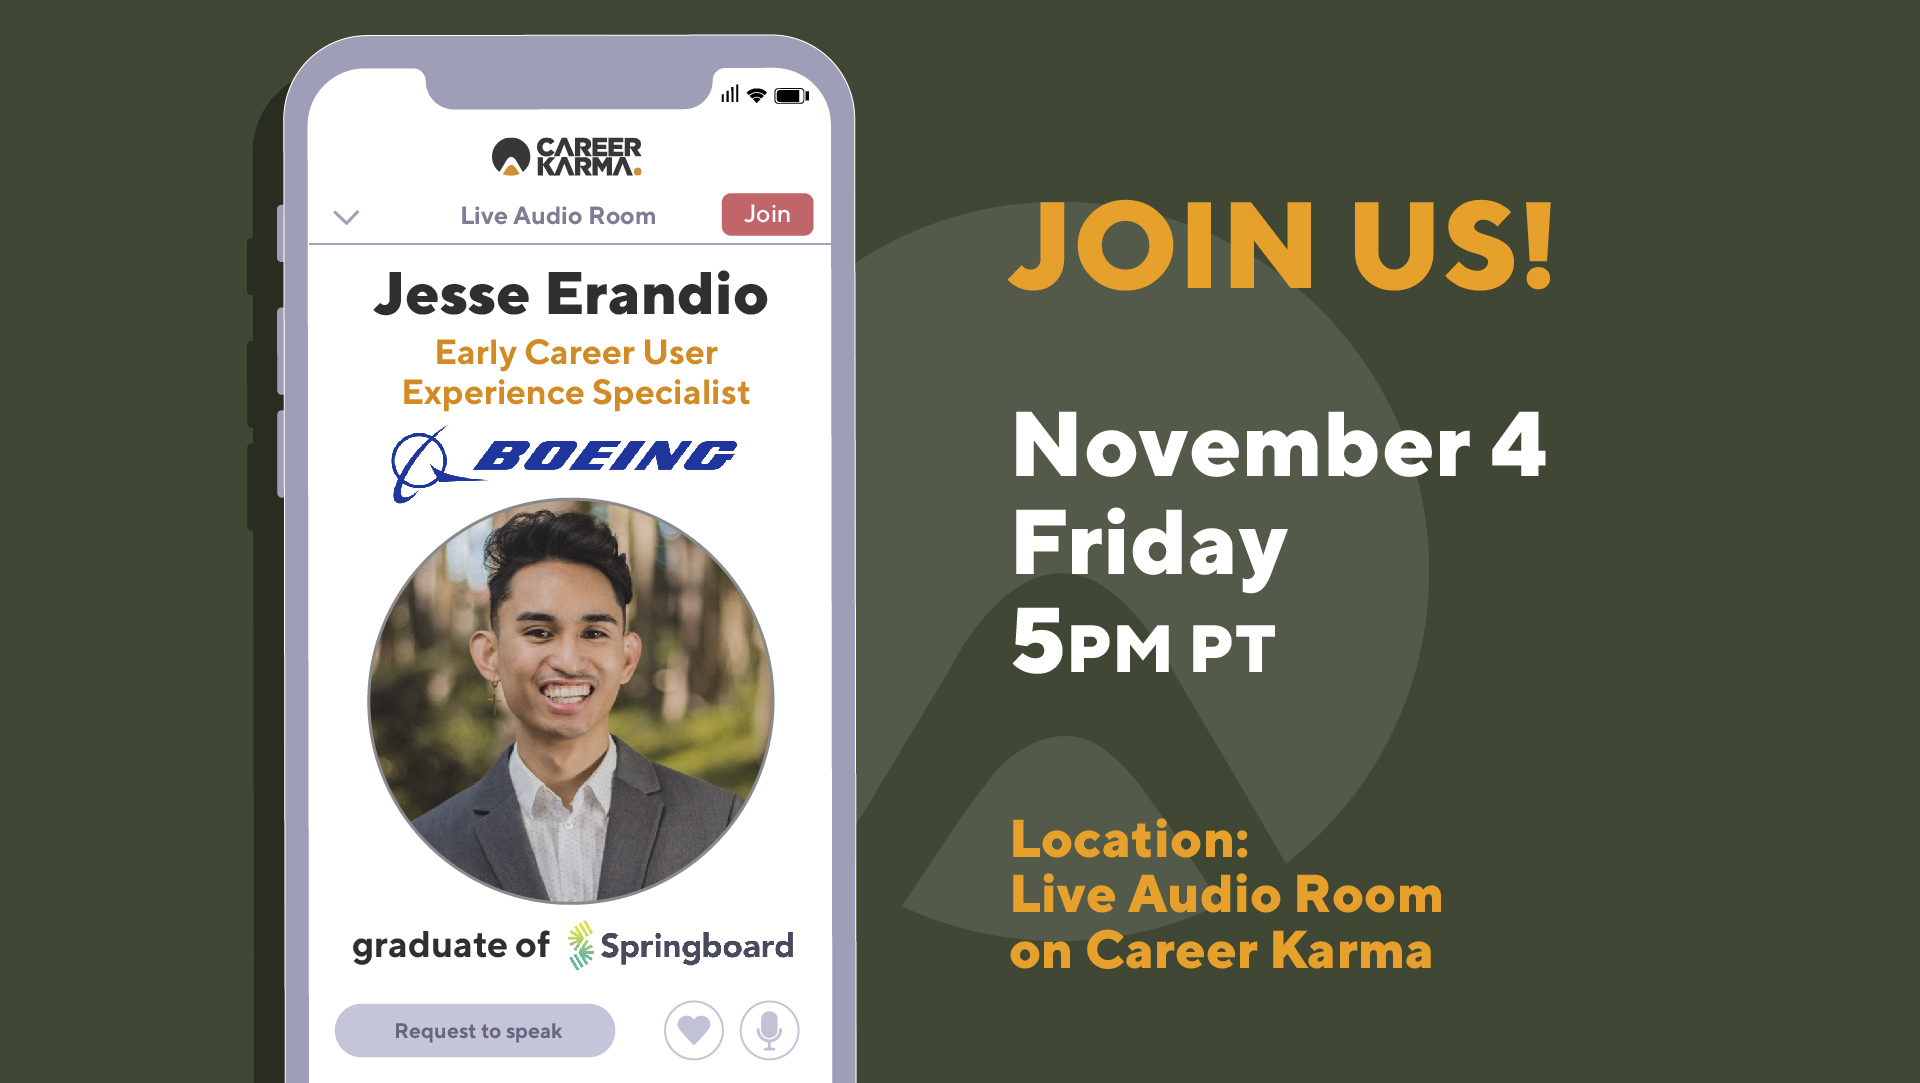 CAREER
KARMA.
Live Audio Room
Join
Jesse Erandio
Early Career User
Experience Specialist
BOEING
graduate of Springboard
Request to speak
JOIN US!
November 4
Friday
5PM PT
Location:
Live Audio Room
on Career Karma